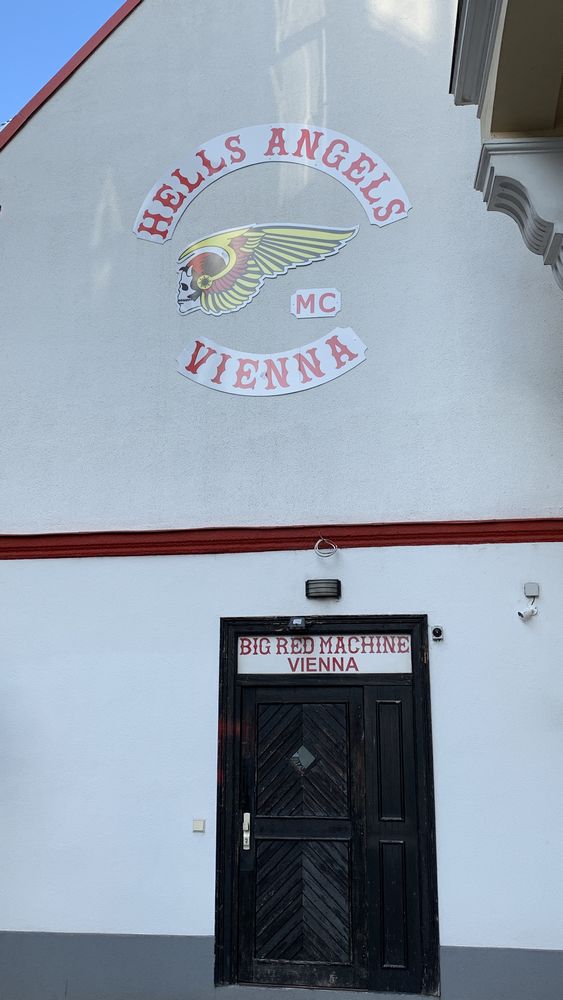 HELLS ANGELS
MC
VIENNA
BIG RED MACHINE
VIENNA